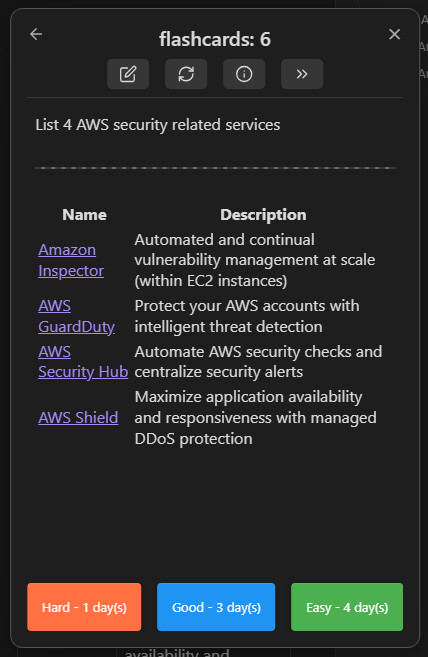 flashcards: 6
List 4 AWS security related services
Name Description
Amazon Inspector Automated and continual vulnerability management at scale (within EC2 instances)
AWS GuardDuty Protect your AWS accounts with intelligent threat detection
AWS Security Hub Automate AWS security checks and centralize security alerts
AWS Shield Maximize application availability and responsiveness with managed DDoS protection
Hard - 1 day(s) Good - 3 day(s) Easy - 4 day(s)
availability and